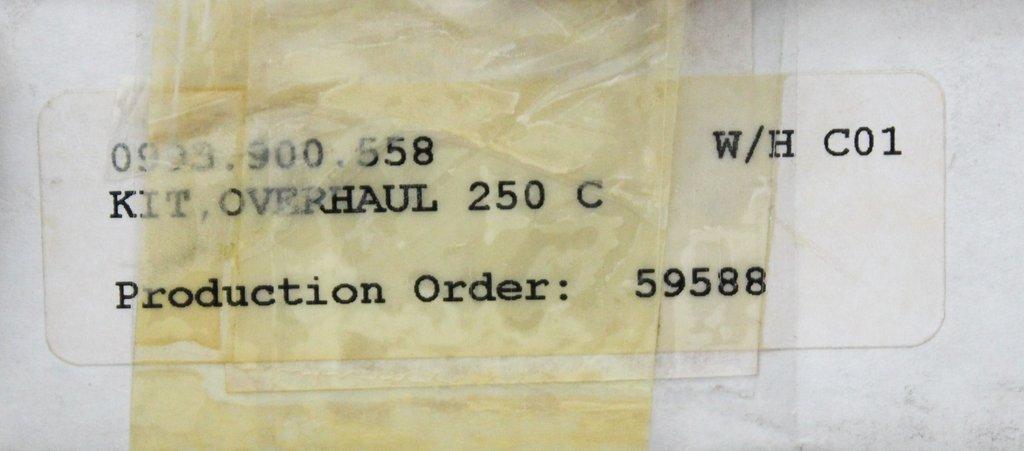 0993.900.558 W/H C01
KIT,OVERHAUL 250 C
Production Order: 59588